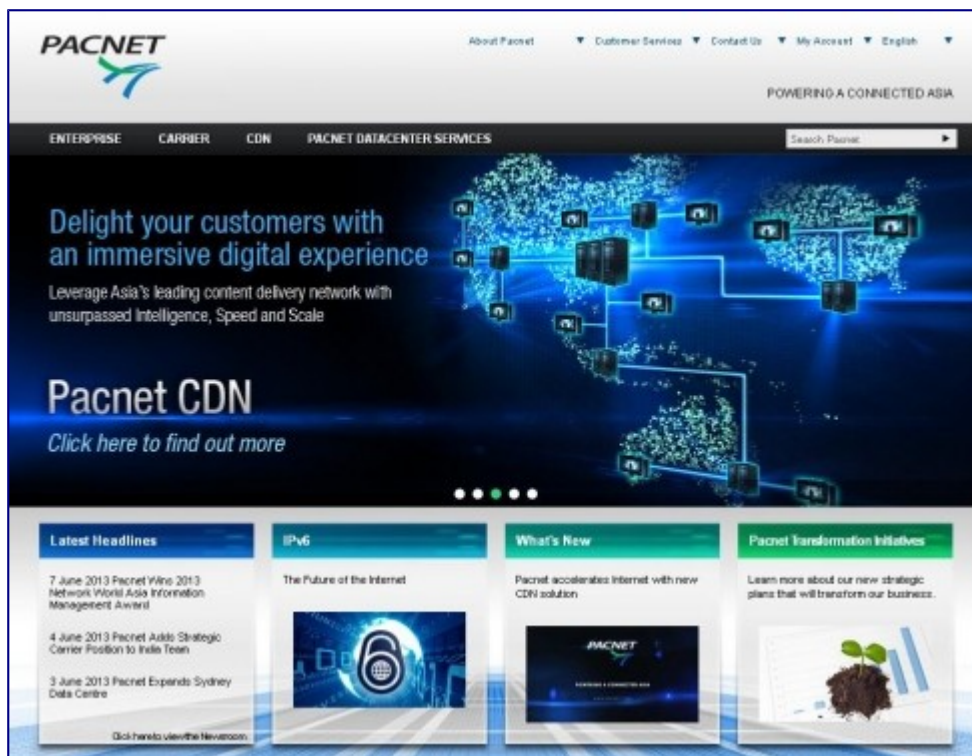 PACNET
About Pacnet
Customer Services
Contact Us
My Account
English
POWERING A CONNECTED ASIA
ENTERPRISE
CARRIER
CDN
PACNET DATACENTER SERVICES
Search Pacnet
Delight your customers with
an immersive digital experience
Leverage Asia's leading content delivery network with
unsurpassed Intelligence, Speed and Scale
Pacnet CDN
Click here to find out more
Latest Headlines
7 June 2013 Pacnet Wins 2013
Network World Asia Information
Management Award
4 June 2013 Pacnet Adds Strategic
Carrier Position to India Team
3 June 2013 Pacnet Expands Sydney
Data Centre
Click here to view the Newsroom
IPv6
The Future of the Internet
What's New
Pacnet accelerates Internet with new
CDN solution
PACNET
POWERING A CONNECTED ASIA
Pacnet Transformation Initiatives
Learn more about our new strategic
plans that will transform our business.